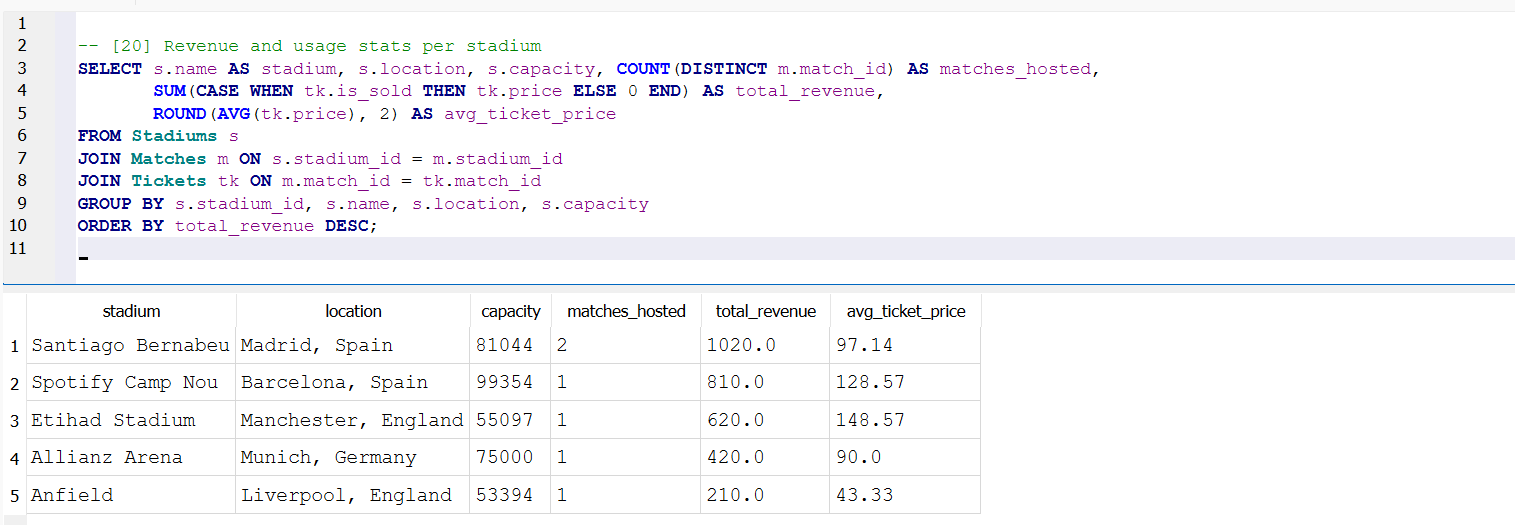 1
2 -- [20] Revenue and usage stats per stadium
3 SELECT s.name AS stadium, s.location, s.capacity, COUNT(DISTINCT m.match_id) AS matches_hosted,
4 SUM(CASE WHEN tk.is_sold THEN tk.price ELSE 0 END) AS total_revenue,
5 ROUND(AVG(tk.price), 2) AS avg_ticket_price
6 FROM Stadiums s
7 JOIN Matches m ON s.stadium_id = m.stadium_id
8 JOIN Tickets tk ON m.match_id = tk.match_id
9 GROUP BY s.stadium_id, s.name, s.location, s.capacity
10 ORDER BY total_revenue DESC;
11
stadium location capacity matches_hosted total_revenue avg_ticket_price
1 Santiago Bernabeu Madrid, Spain 81044 2 1020.0 97.14
2 Spotify Camp Nou Barcelona, Spain 99354 1 810.0 128.57
3 Etihad Stadium Manchester, England 55097 1 620.0 148.57
4 Allianz Arena Munich, Germany 75000 1 420.0 90.0
5 Anfield Liverpool, England 53394 1 210.0 43.33